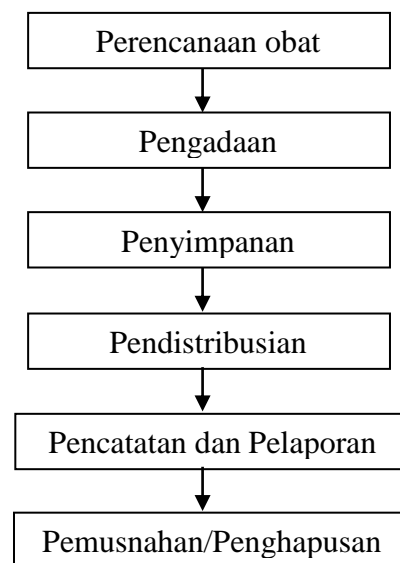 Perencanaan obat
Pengadaan
Penyimpanan
Pendistribusian
Pencatatan dan Pelaporan
Pemusnahan/Penghapusan